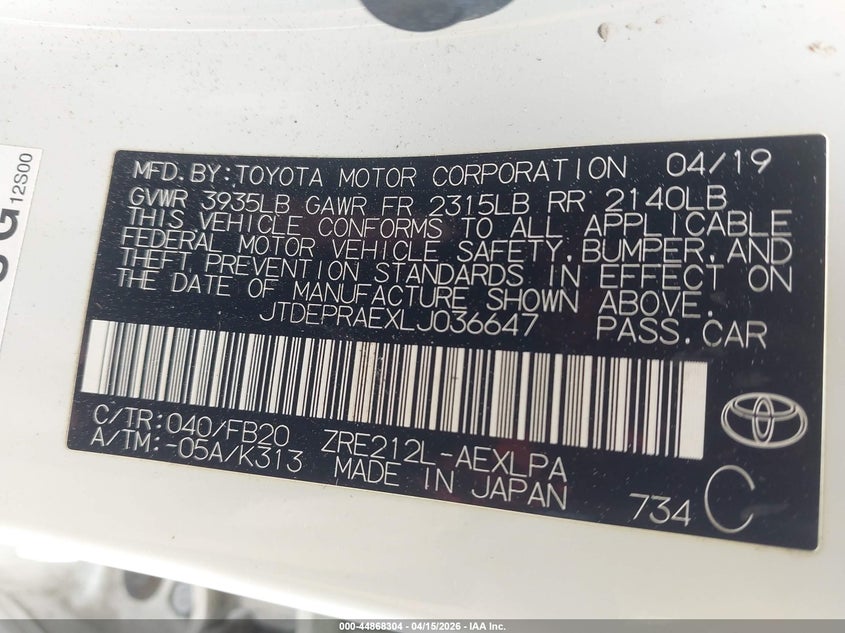 MFD.BY:TOYOTA MOTOR CORPORATION 04/19
GVWR 3935LB GAWR FR 2315LB RR 2140LB
THIS VEHICLE CONFORMS TO ALL APPLICABLE
FEDERAL MOTOR VEHICLE SAFETY,BUMPER,AND
THEFT PREVENTION STANDARDS IN EFFECT ON
THE DATE OF MANUFACTURE SHOWN ABOVE.
JTDEPRAEXLJ036647 PASS.CAR
C/TR:040/FB20 ZRE212L-AEXLPA
A/TM:-05A/K313 MADE IN JAPAN
734 C
12S00
000-44868304 - 04/15/2026 - IAA Inc.